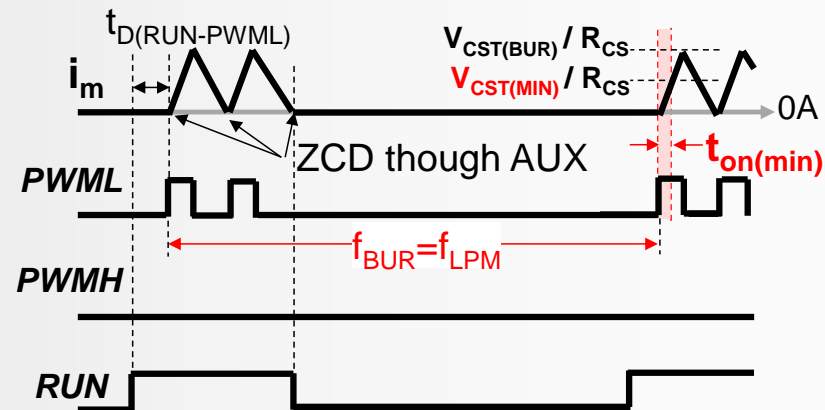 tD(RUN-PWML)
VCST(BUR) / RCS
im
VCST(MIN) / RCS
0A
ZCD though AUX
ton(min)
PWML
fBUR=fLPM
PWMH
RUN